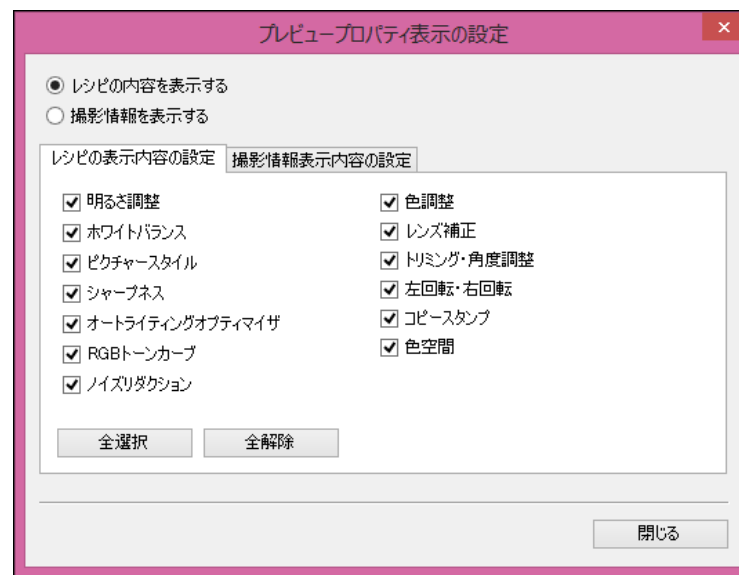 プレビュープロパティ表示の設定
レシピの内容を表示する
撮影情報を表示する
レシピの表示内容の設定
撮影情報表示内容の設定
明るさ調整
ホワイトバランス
ピクチャースタイル
シャープネス
オートライティングオプティマイザ
RGBトーンカーブ
ノイズリダクション
色調整
レンズ補正
トリミング・角度調整
左回転・右回転
コピースタンプ
色空間
全選択
全解除
閉じる